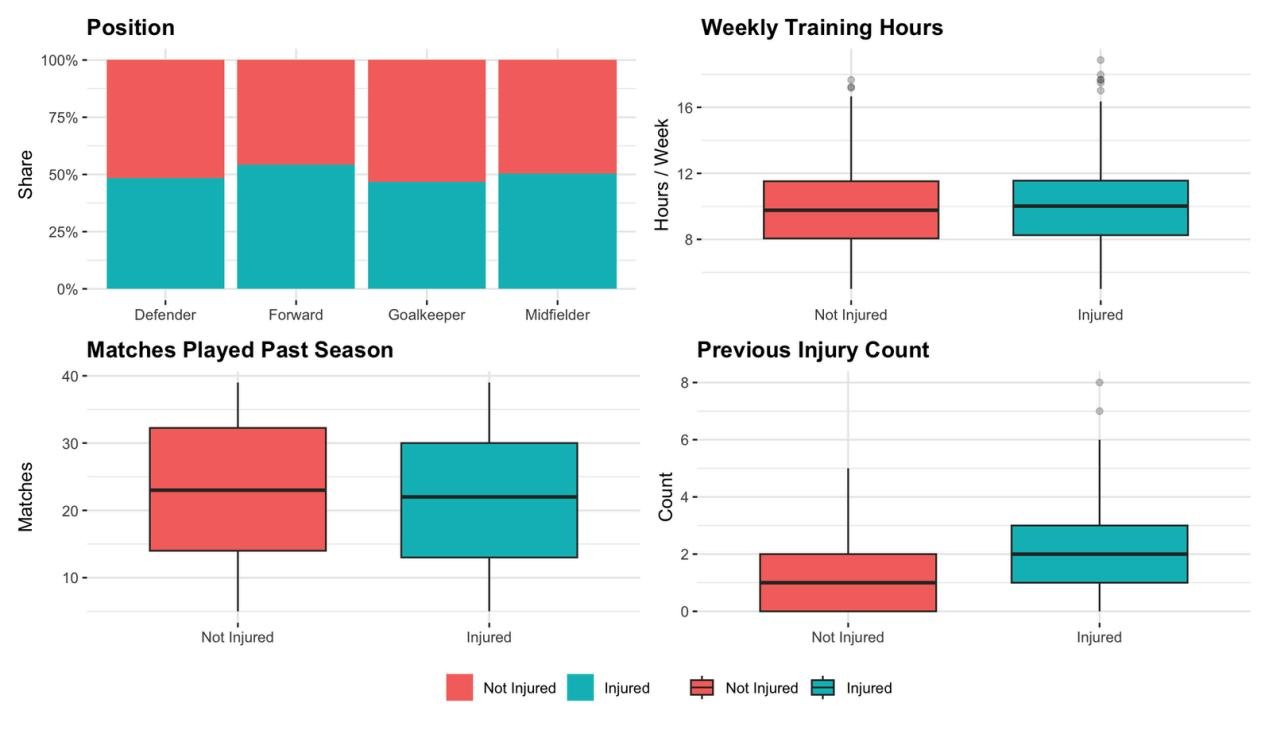 Position
100%
75%
50%
25%
0%
Share
Defender Forward Goalkeeper Midfielder
Weekly Training Hours
16
12
8
Hours / Week
Not Injured Injured
Matches Played Past Season
40
30
20
10
Matches
Not Injured Injured
Previous Injury Count
8
6
4
2
0
Count
Not Injured Injured
Not Injured Injured Not Injured Injured